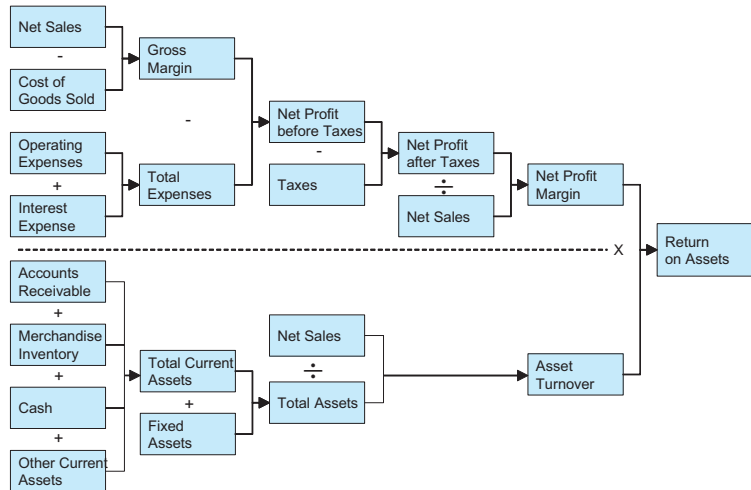 Net Sales
-
Cost of
Goods Sold
Gross
Margin
-
Operating
Expenses
+
Interest
Expense
Total
Expenses
Net Profit
before Taxes
-
Taxes
Net Profit
after Taxes
÷
Net Sales
Net Profit
Margin
X
Return
on Assets
Accounts
Receivable
+
Merchandise
Inventory
+
Cash
+
Other Current
Assets
Total Current
Assets
+
Fixed
Assets
Net Sales
÷
Total Assets
Asset
Turnover